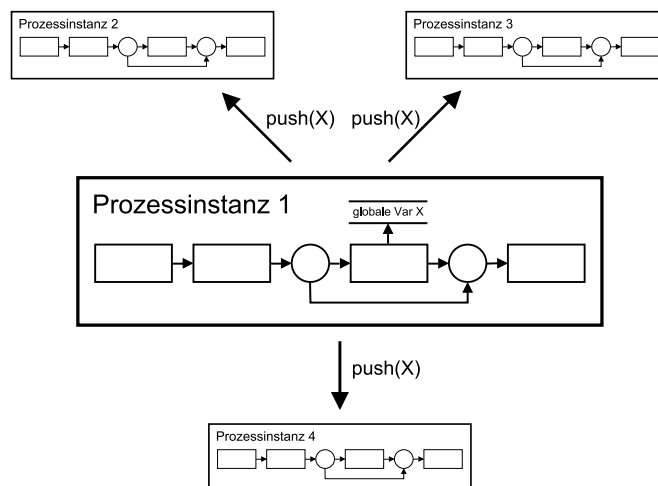 Prozessinstanz 2
Prozessinstanz 3
push(X)
push(X)
Prozessinstanz 1
globale Var X
push(X)
Prozessinstanz 4